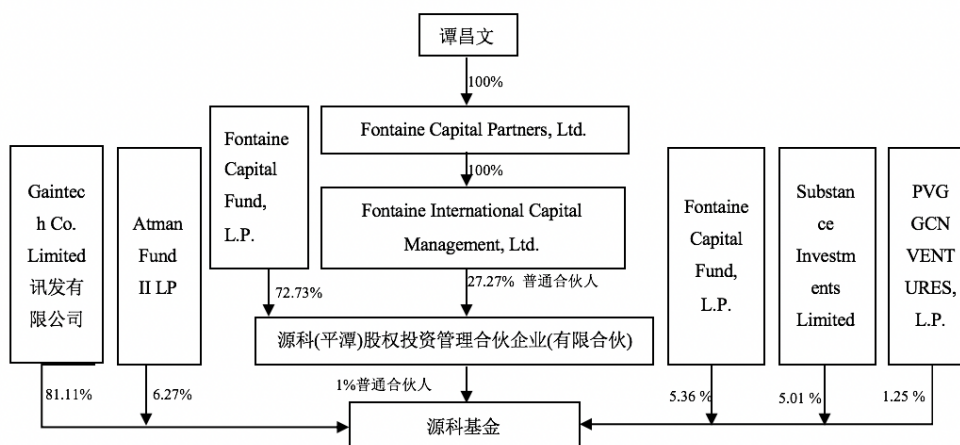 谭昌文
100%
Fontaine Capital Partners, Ltd.
100%
Fontaine International Capital
Management, Ltd.
27.27% 普通合伙人
Fontaine
Capital
Fund,
L.P.
72.73%
源科(平潭)股权投资管理合伙企业(有限合伙)
1%普通合伙人
Gaintec
h Co.
Limited
讯发有
限公司
81.11%
Atman
Fund
II LP
6.27%
Fontaine
Capital
Fund,
L.P.
5.36 %
Substan
ce
Investm
ents
Limited
5.01 %
PVG
GCN
VENT
URES,
L.P.
1.25 %
源科基金